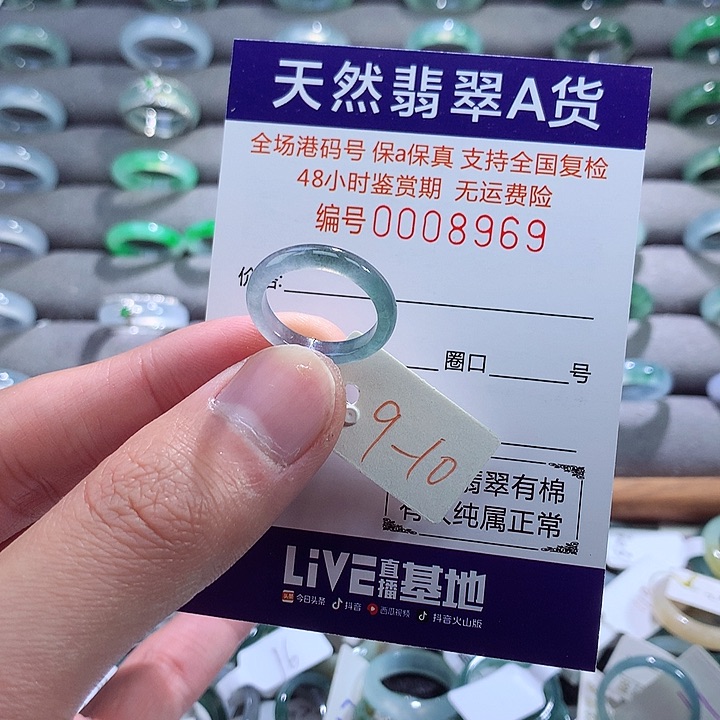 天然翡翠A货
全场港码号 保a保真 支持全国复检
48小时鉴赏期 无运费险
编号0008969
价
圈口 号
9-10
翡翠有棉
纯属正常
LiVE直播基地
今日头条 抖音 西瓜视频 抖音火山版
16